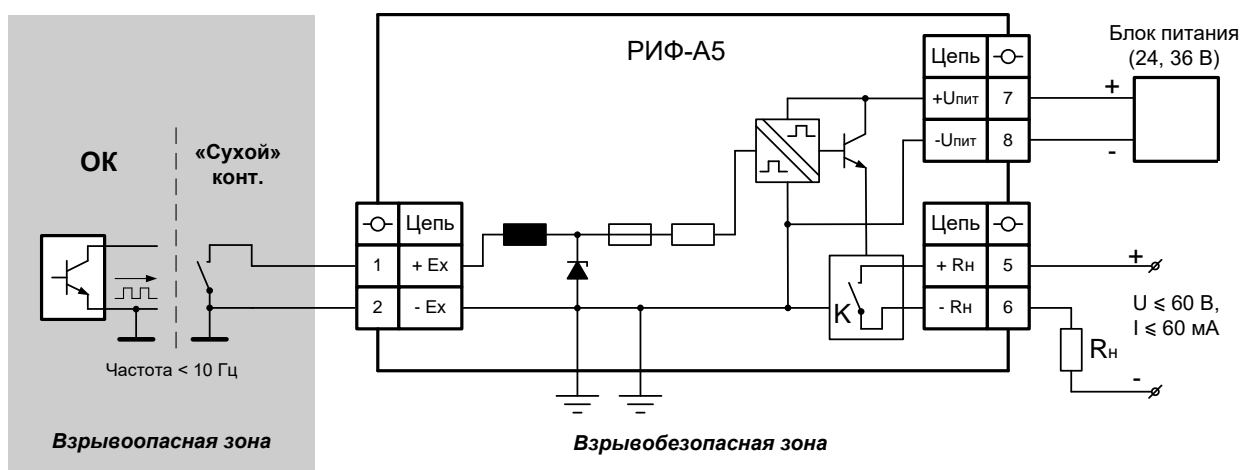 РИФ-А5
Блок питания
(24, 36 В)
Цепь
+Uпит 7
-Uпит 8
+
-
ОК
«Сухой»
конт.
Цепь
1 + Ex
2 - Ex
Цепь
+ Rн 5
- Rн 6
K
+
U ⩽ 60 В,
I ⩽ 60 мА
Rн
-
Частота < 10 Гц
Взрывоопасная зона
Взрывобезопасная зона